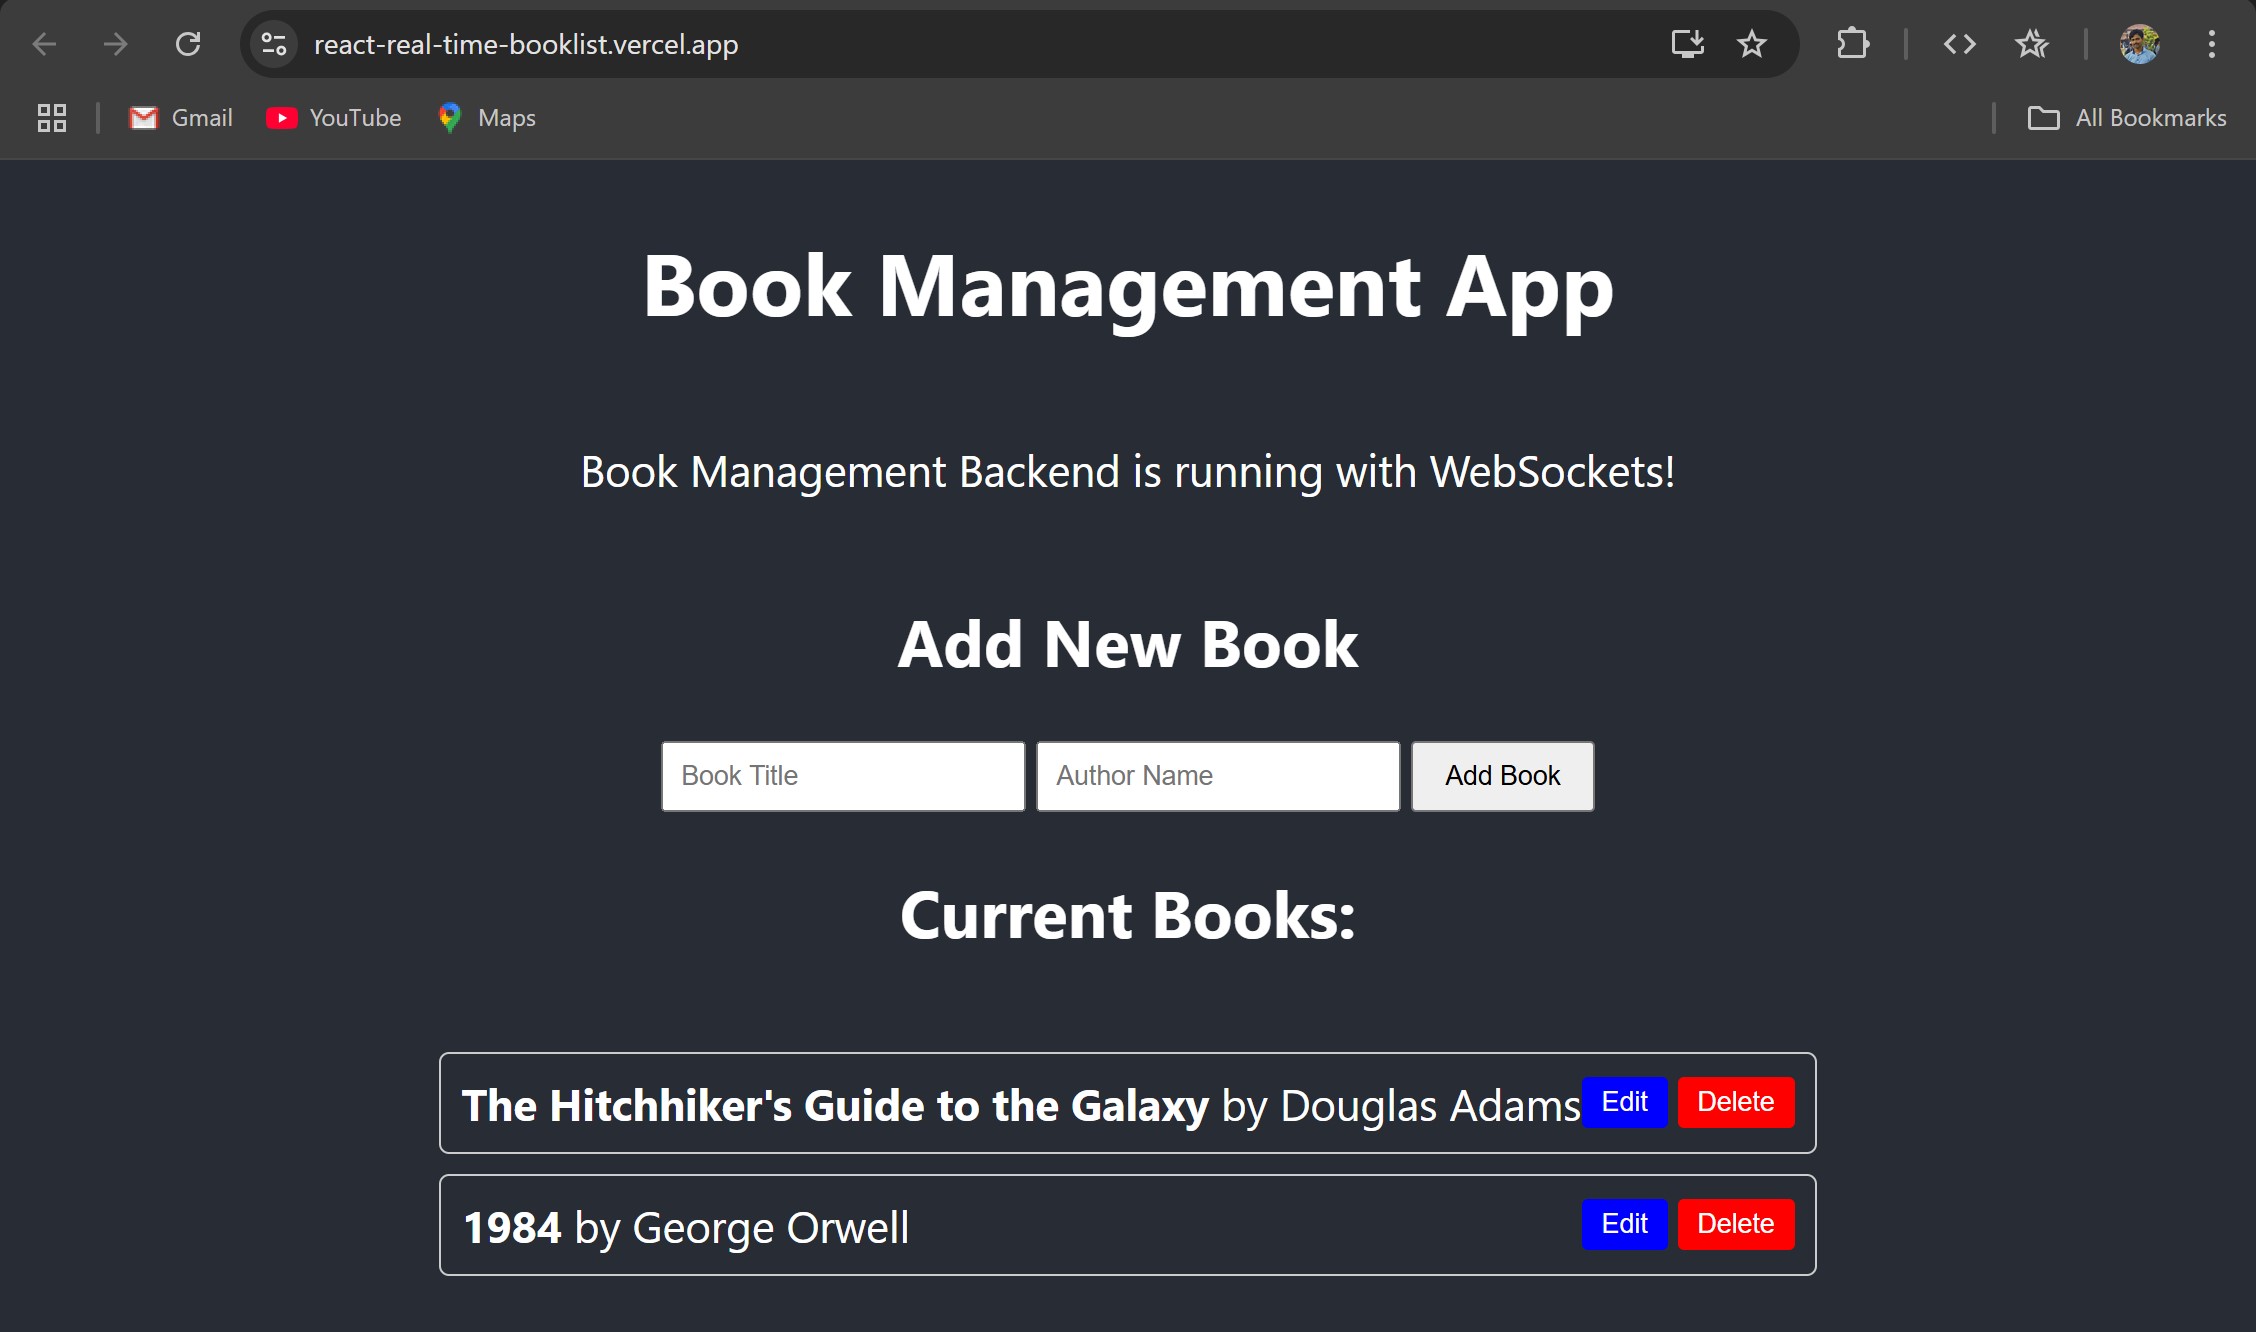 react-real-time-booklist.vercel.app
Gmail YouTube Maps All Bookmarks
Book Management App
Book Management Backend is running with WebSockets!
Add New Book
Book Title Author Name Add Book
Current Books:
The Hitchhiker's Guide to the Galaxy by Douglas Adams Edit Delete
1984 by George Orwell Edit Delete